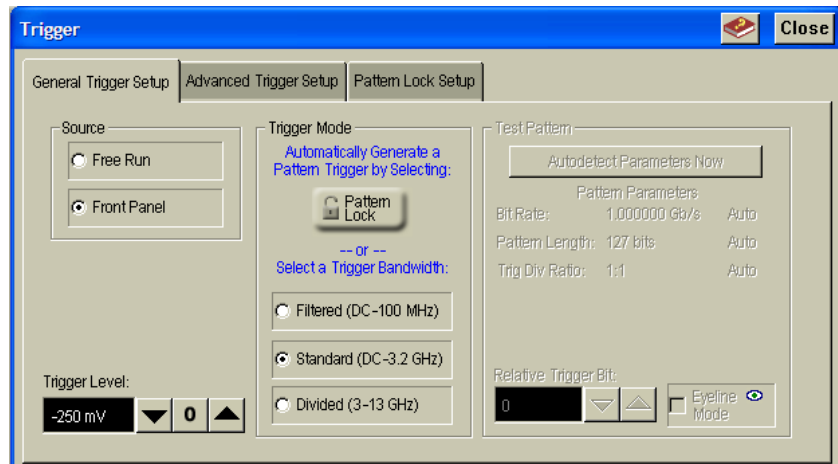 Trigger
Close
General Trigger Setup
Advanced Trigger Setup
Pattern Lock Setup
Source
Free Run
Front Panel
Trigger Level:
-250 mV
0
Trigger Mode
Automatically Generate a
Pattern Trigger by Selecting:
Pattern
Lock
-- or --
Select a Trigger Bandwidth:
Filtered (DC-100 MHz)
Standard (DC-3.2 GHz)
Divided (3-13 GHz)
Test Pattern
Autodetect Parameters Now
Pattern Parameters
Bit Rate: 1.000000 Gb/s Auto
Pattern Length: 127 bits Auto
Trig Div Ratio: 1:1 Auto
Relative Trigger Bit:
0
Eyeline
Mode